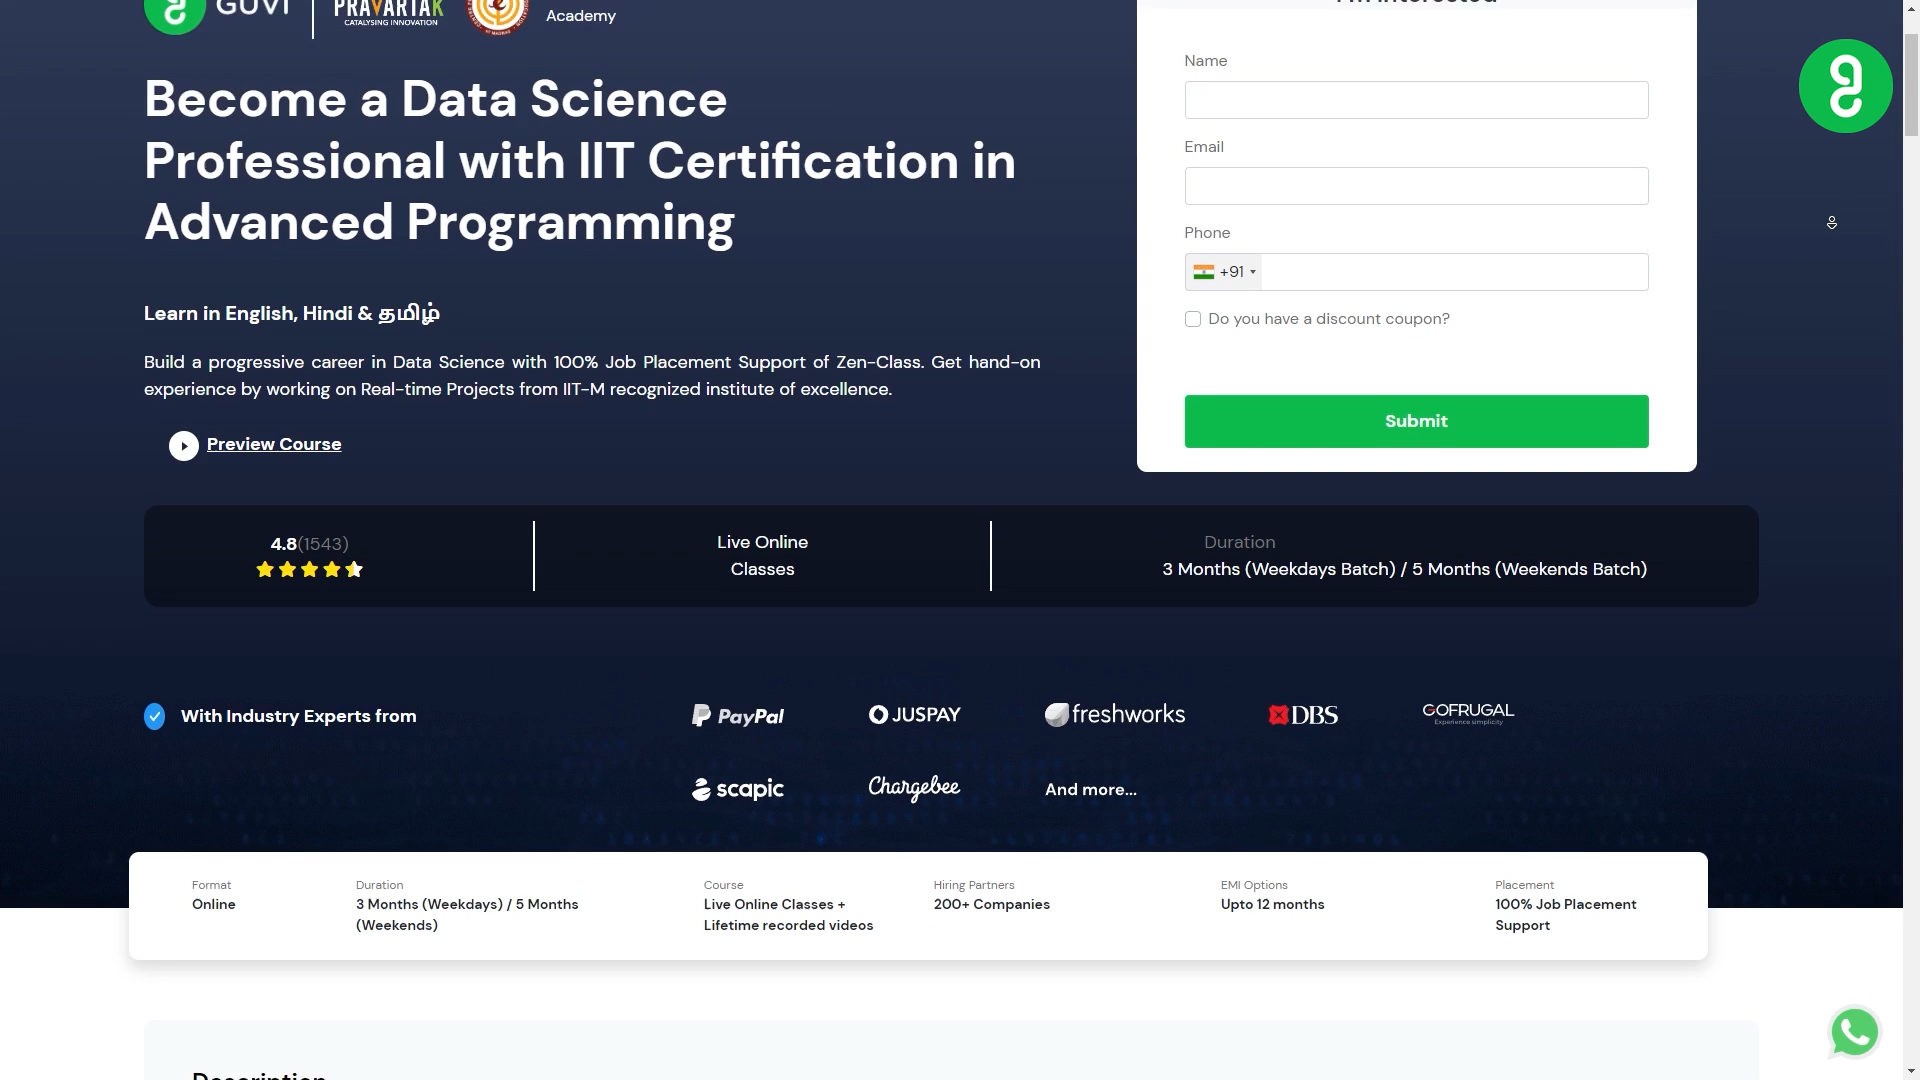 GUVI
PRAVARTAK
CATALYSING INNOVATION
Academy
Become a Data Science
Professional with IIT Certification in
Advanced Programming
Learn in English, Hindi & தமிழ்
Build a progressive career in Data Science with 100% Job Placement Support of Zen-Class. Get hand-on
experience by working on Real-time Projects from IIT-M recognized institute of excellence.
Preview Course
I'm Interested
Name
Email
Phone
+91
Do you have a discount coupon?
Submit
4.8(1543)
Live Online
Classes
Duration
3 Months (Weekdays Batch) / 5 Months (Weekends Batch)
With Industry Experts from
PayPal
JUSPAY
freshworks
DBS
GOFRUGAL
Experience simplicity
scapic
Chargebee
And more...
Format
Online
Duration
3 Months (Weekdays) / 5 Months
(Weekends)
Course
Live Online Classes +
Lifetime recorded videos
Hiring Partners
200+ Companies
EMI Options
Upto 12 months
Placement
100% Job Placement
Support
Description